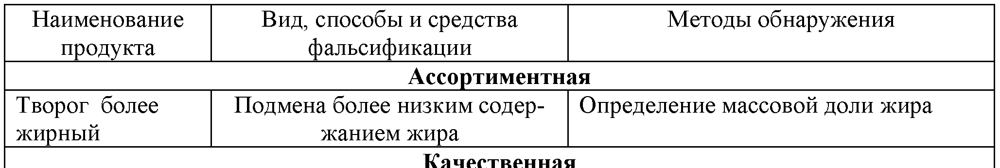 Наименование
продукта
Вид, способы и средства
фальсификации
Методы обнаружения
Ассортиментная
Творог более
жирный
Подмена более низким содер-
жанием жира
Определение массовой доли жира
Качественная